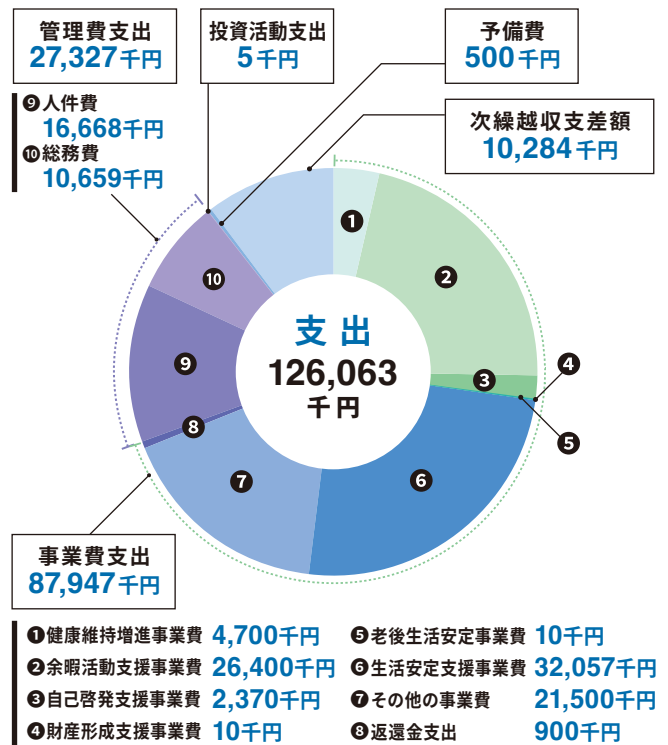 管理費支出
27,327千円
❾人件費
16,668千円
❿総務費
10,659千円
投資活動支出
5千円
予備費
500千円
次繰越収支差額
10,284千円
❶
❷
❸
❹
❺
❻
❼
❽
❾
❿
支出
126,063
千円
事業費支出
87,947千円
❶健康維持増進事業費 4,700千円
❷余暇活動支援事業費 26,400千円
❸自己啓発支援事業費 2,370千円
❹財産形成支援事業費 10千円
❺老後生活安定事業費 10千円
❻生活安定支援事業費 32,057千円
❼その他の事業費 21,500千円
❽返還金支出 900千円